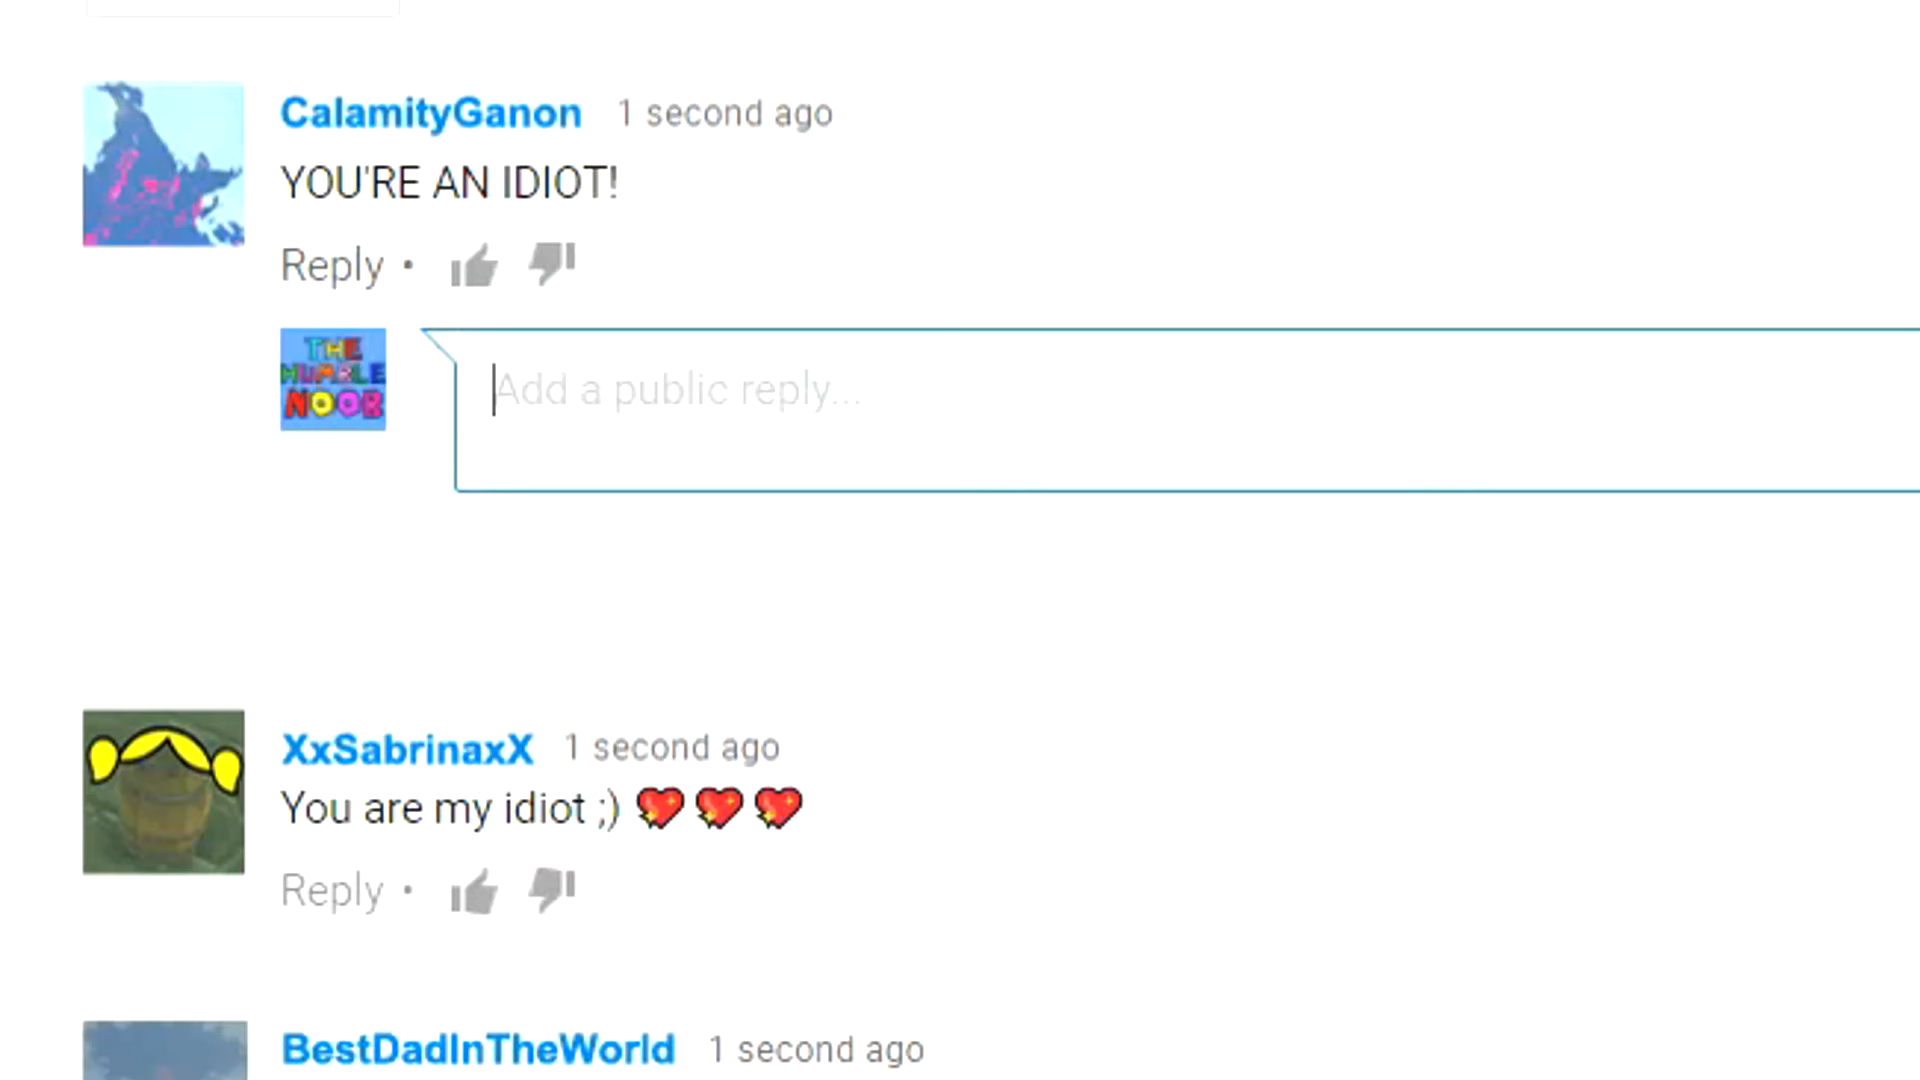 CalamityGanon 1 second ago
YOU'RE AN IDIOT!
Reply •
THE
HUMBLE
NOOB
Add a public reply...
XxSabrinaxX 1 second ago
You are my idiot ;) 💖 💖 💖
Reply •
BestDadInTheWorld 1 second ago